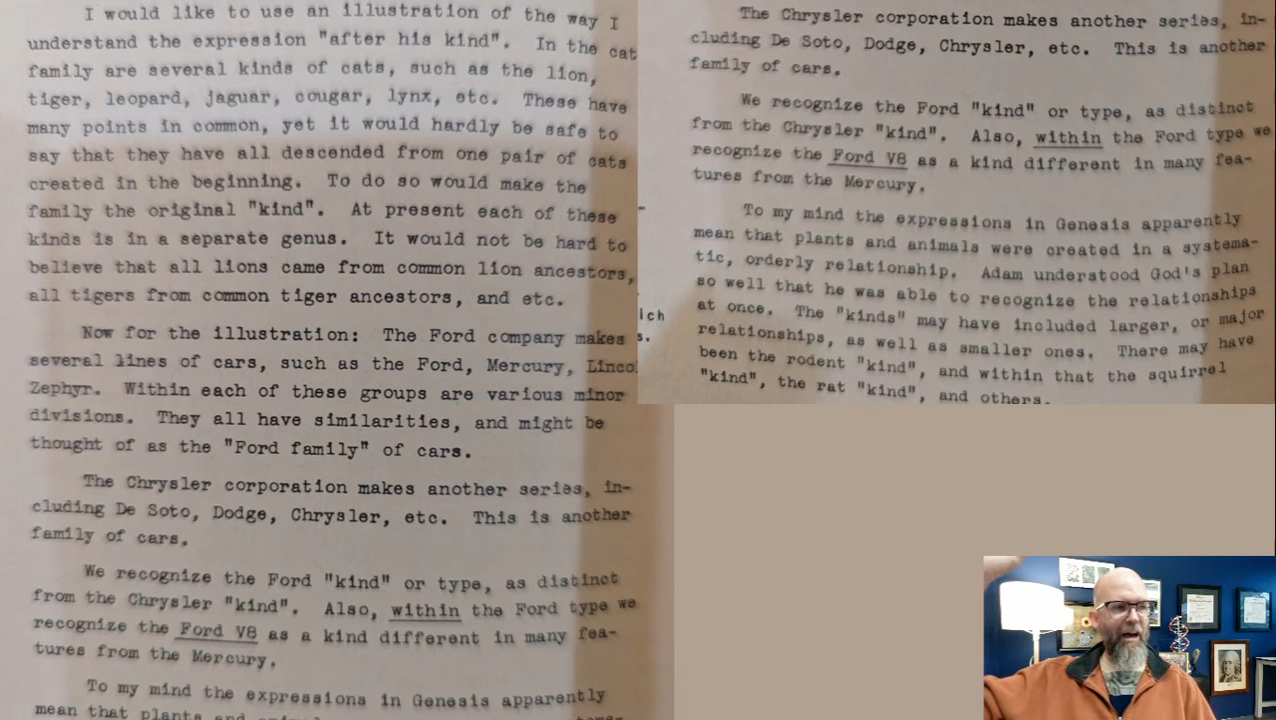 I would like to use an illustration of the way I
understand the expression "after his kind". In the cat
family are several kinds of cats, such as the lion,
tiger, leopard, jaguar, cougar, lynx, etc. These have
many points in common, yet it would hardly be safe to
say that they have all descended from one pair of cats
created in the beginning. To do so would make the
family the original "kind". At present each of these
kinds is in a separate genus. It would not be hard to
believe that all lions came from common lion ancestors,
all tigers from common tiger ancestors, and etc.
Now for the illustration: The Ford company makes
several lines of cars, such as the Ford, Mercury, Linco
Zephyr. Within each of these groups are various minor
divisions. They all have similarities, and might be
thought of as the "Ford family" of cars.
The Chrysler corporation makes another series, in-
cluding De Soto, Dodge, Chrysler, etc. This is another
family of cars.
We recognize the Ford "kind" or type, as distinct
from the Chrysler "kind". Also, within the Ford type we
recognize the Ford V8 as a kind different in many fea-
tures from the Mercury.
To my mind the expressions in Genesis apparently
mean that plants and
The Chrysler corporation makes another series, in-
cluding De Soto, Dodge, Chrysler, etc. This is another
family of cars.
We recognize the Ford "kind" or type, as distinct
from the Chrysler "kind". Also, within the Ford type we
recognize the Ford V8 as a kind different in many fea-
tures from the Mercury.
To my mind the expressions in Genesis apparently
mean that plants and animals were created in a systema-
tic, orderly relationship. Adam understood God's plan
so well that he was able to recognize the relationships
at once. The "kinds" may have included larger, or major
relationships, as well as smaller ones. There may have
been the rodent "kind", and within that the squirrel
"kind", the rat "kind", and others.
ich
s.